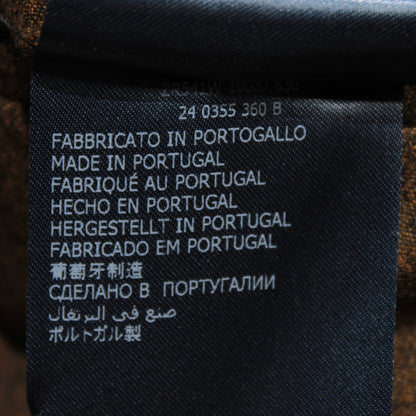 24 0355 360 B
FABBRICATO IN PORTOGALLO
MADE IN PORTUGAL
FABRIQUÉ AU PORTUGAL
HECHO EN PORTUGAL
HERGESTELLT IN PORTUGAL
FABRICADO EM PORTUGAL
葡萄牙制造
СДЕЛАНО В ПОРТУГАЛИИ
صنع في البرتغال
ポルトガル製